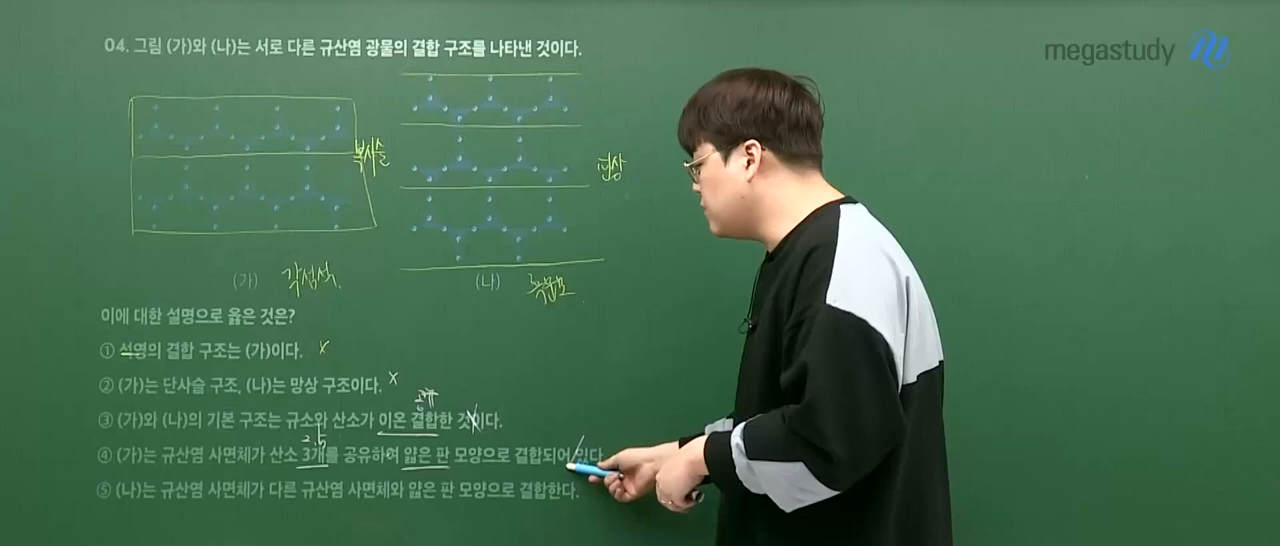 04. 그림 (가)와 (나)는 서로 다른 규산염 광물의 결합 구조를 나타낸 것이다.
megastudy
복사슬
판상
(가) 각섬석.
(나) 흑운모.
이에 대한 설명으로 옳은 것은?
① 석영의 결합 구조는 (가)이다. x
② (가)는 단사슬 구조, (나)는 망상 구조이다. x
③ (가)와 (나)의 기본 구조는 규소와 산소가 이온 결합한 것이다.
2.5
④ (가)는 규산염 사면체가 산소 3개를 공유하여 얇은 판 모양으로 결합되어 있다.
⑤ (나)는 규산염 사면체가 다른 규산염 사면체와 얇은 판 모양으로 결합한다.